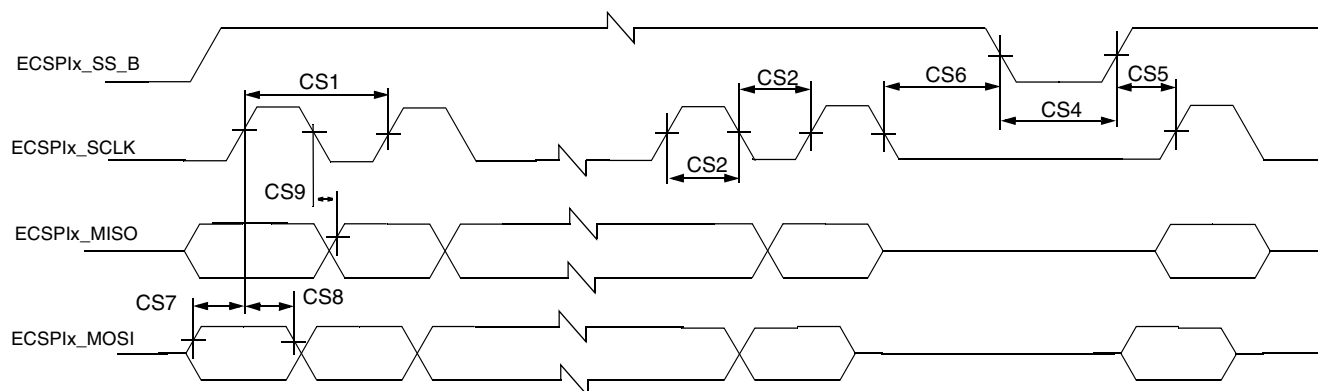 ECSPIx_SS_B
CS1
CS2
CS6
CS5
CS4
ECSPIx_SCLK
CS2
CS9
ECSPIx_MISO
CS7
CS8
ECSPIx_MOSI